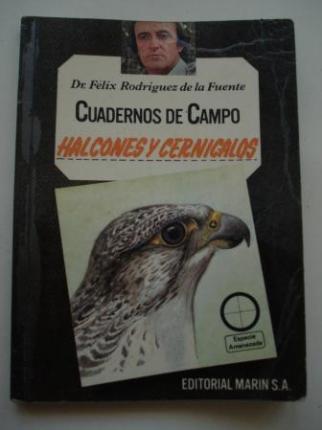 Dr. Félix Rodríguez de la Fuente
CUADERNOS DE CAMPO
HALCONES Y CERNICALOS
Especie
Amenazada
EDITORIAL MARIN S.A.